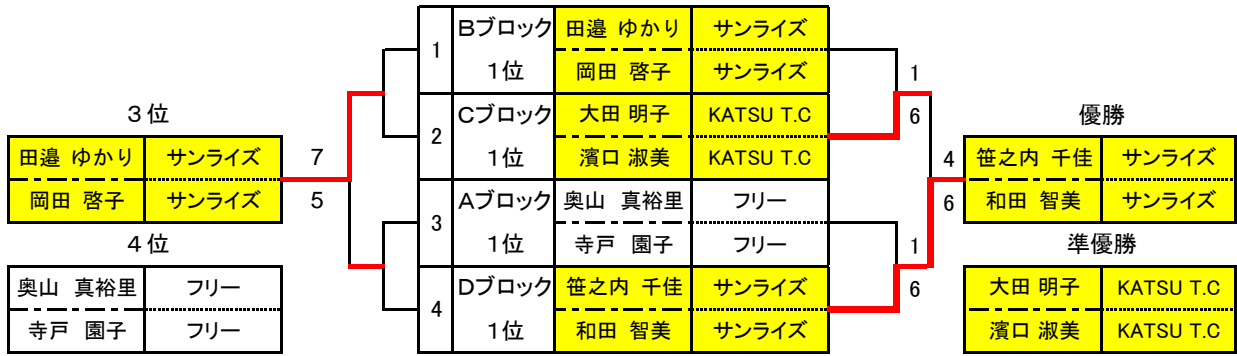 1 Bブロック 田邉 ゆかり サンライズ
1位 岡田 啓子 サンライズ 1
3位 2 Cブロック 大田 明子 KATSU T.C 6 優勝
田邉 ゆかり サンライズ 7 1位 濱口 淑美 KATSU T.C 4 笹之内 千佳 サンライズ
岡田 啓子 サンライズ 5 3 Aブロック 奥山 真裕里 フリー 6 和田 智美 サンライズ
4位 1位 寺戸 園子 フリー 1 準優勝
奥山 真裕里 フリー 4 Dブロック 笹之内 千佳 サンライズ 6 大田 明子 KATSU T.C
寺戸 園子 フリー 1位 和田 智美 サンライズ 濱口 淑美 KATSU T.C